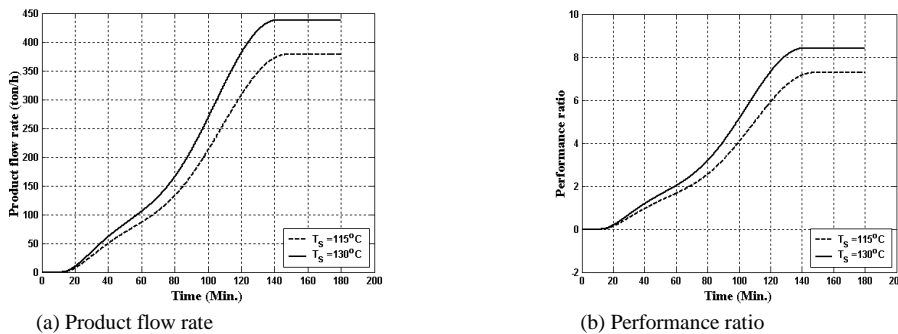 450
400
350
300
250
200
150
100
50
0
Product flow rate (ton/h)
0 20 40 60 80 100 120 140 160 180 200
Time (Min.)
T_S =115°C
T_S =130°C
(a) Product flow rate
10
8
6
4
2
0
-2
Performance ratio
0 20 40 60 80 100 120 140 160 180 200
Time (Min.)
T_S =115°C
T_S =130°C
(b) Performance ratio